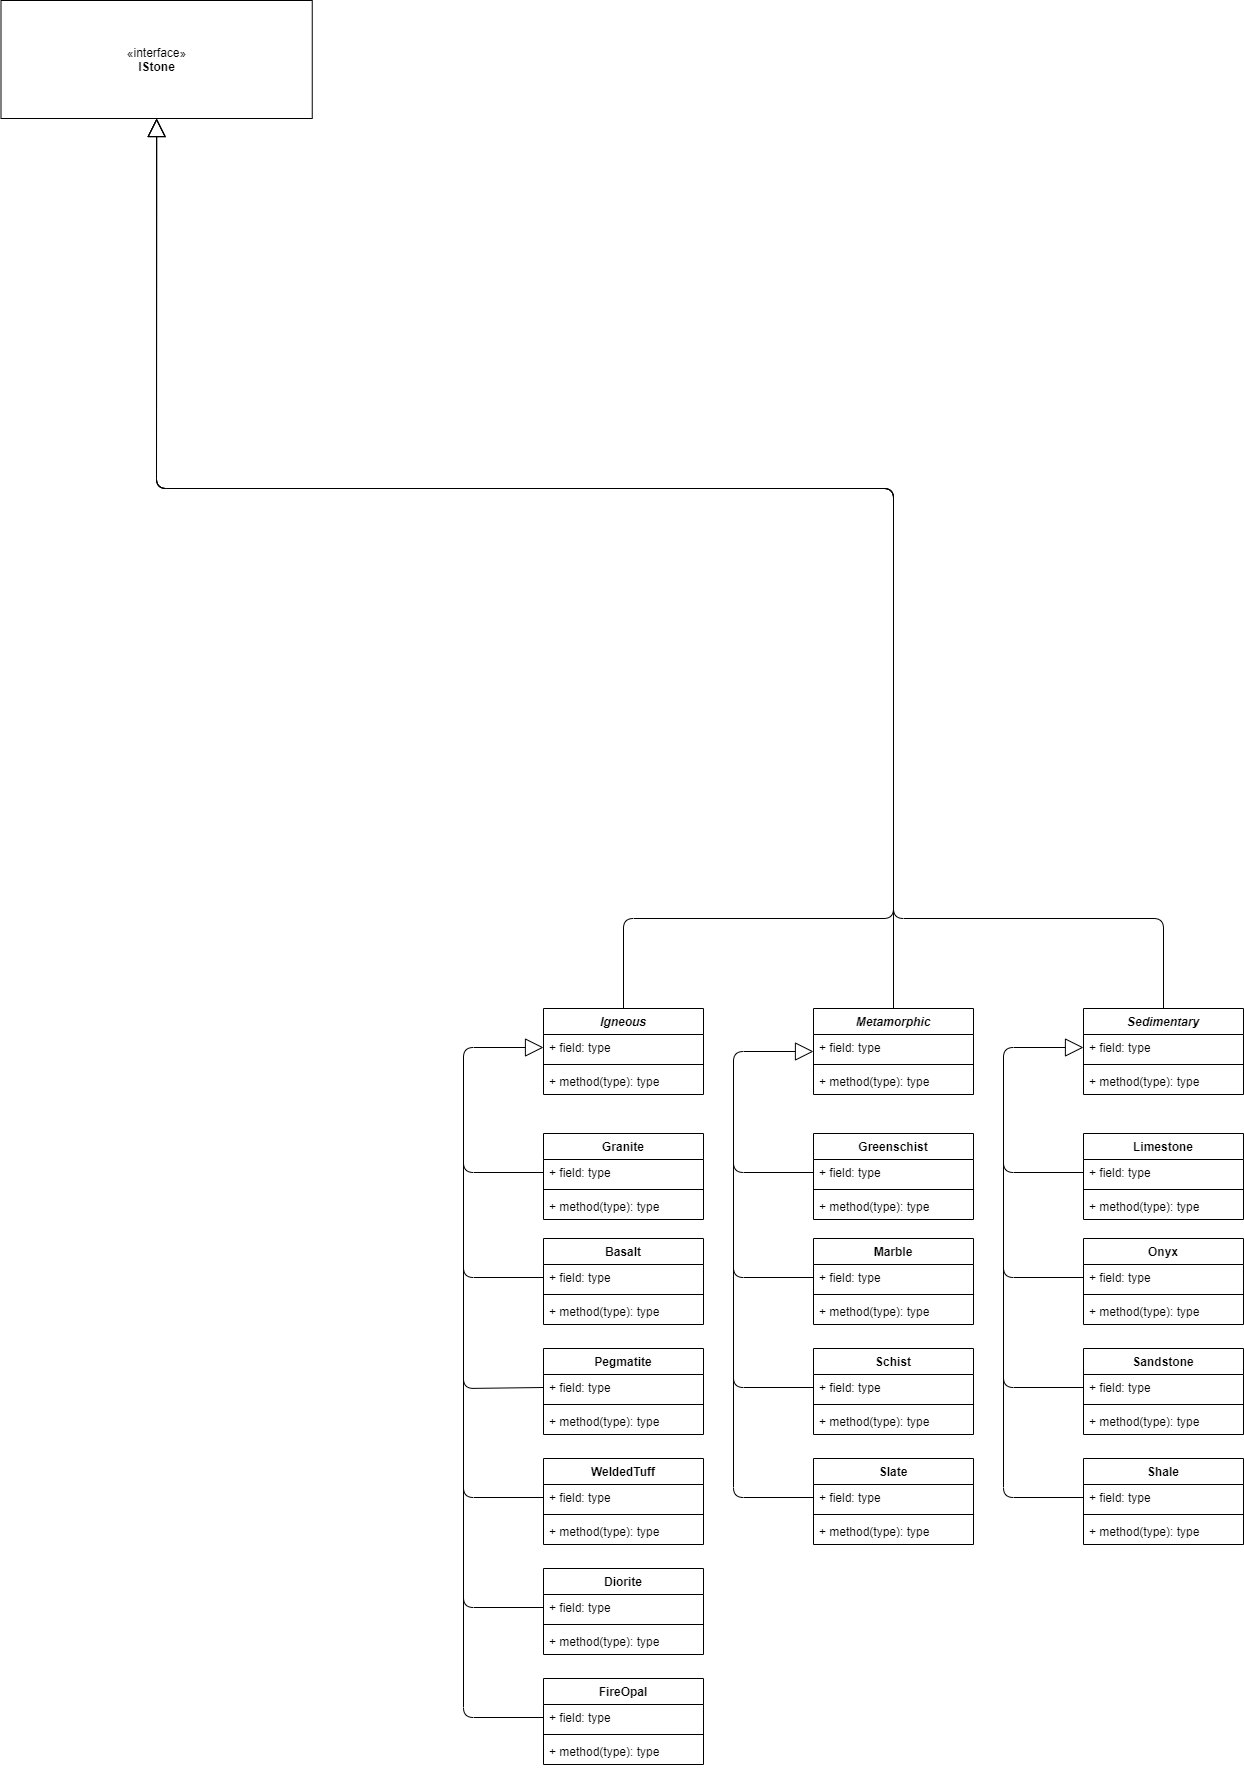 «interface»
IStone
Igneous
+ field: type
+ method(type): type
Metamorphic
+ field: type
+ method(type): type
Sedimentary
+ field: type
+ method(type): type
Granite
+ field: type
+ method(type): type
Greenschist
+ field: type
+ method(type): type
Limestone
+ field: type
+ method(type): type
Basalt
+ field: type
+ method(type): type
Marble
+ field: type
+ method(type): type
Onyx
+ field: type
+ method(type): type
Pegmatite
+ field: type
+ method(type): type
Schist
+ field: type
+ method(type): type
Sandstone
+ field: type
+ method(type): type
WeldedTuff
+ field: type
+ method(type): type
Slate
+ field: type
+ method(type): type
Shale
+ field: type
+ method(type): type
Diorite
+ field: type
+ method(type): type
FireOpal
+ field: type
+ method(type): type